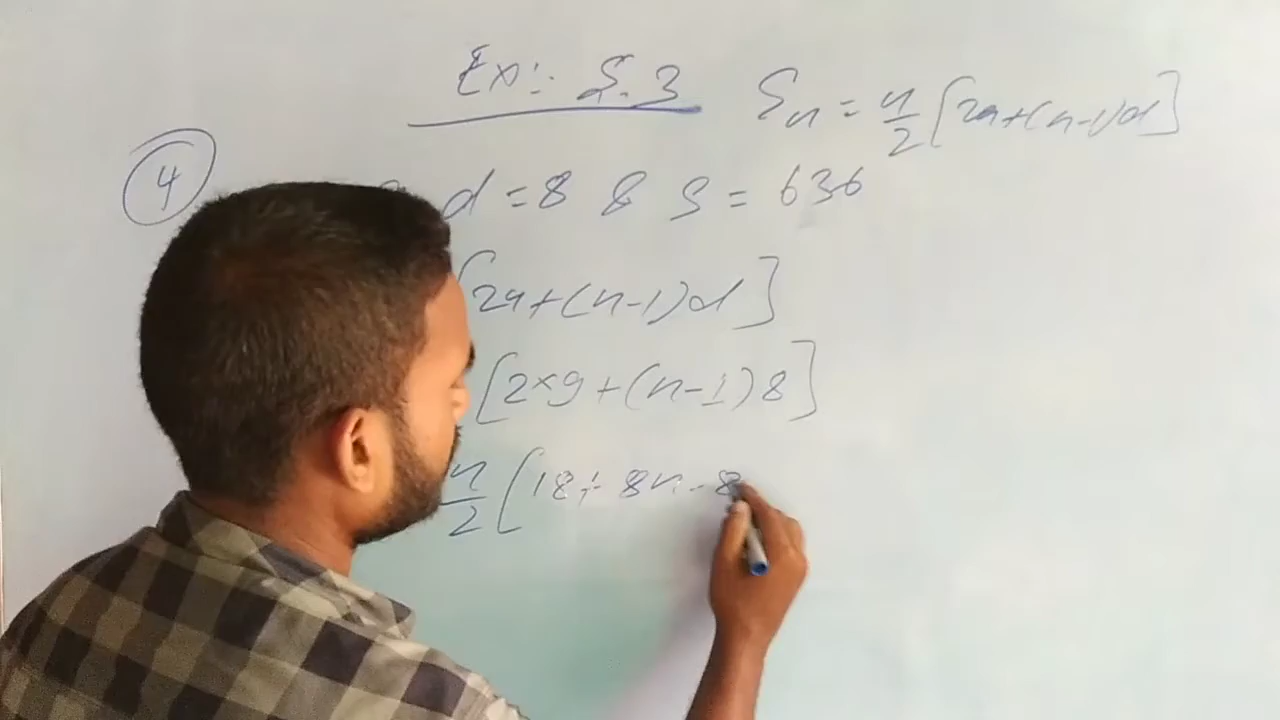 Ex:- 5.3
Sn = n/2 [2a+(n-1)d]
4
d = 8 & S = 636
[2a+(n-1)d]
[2×9+(n-1)8]
n/2 [18+8n-8